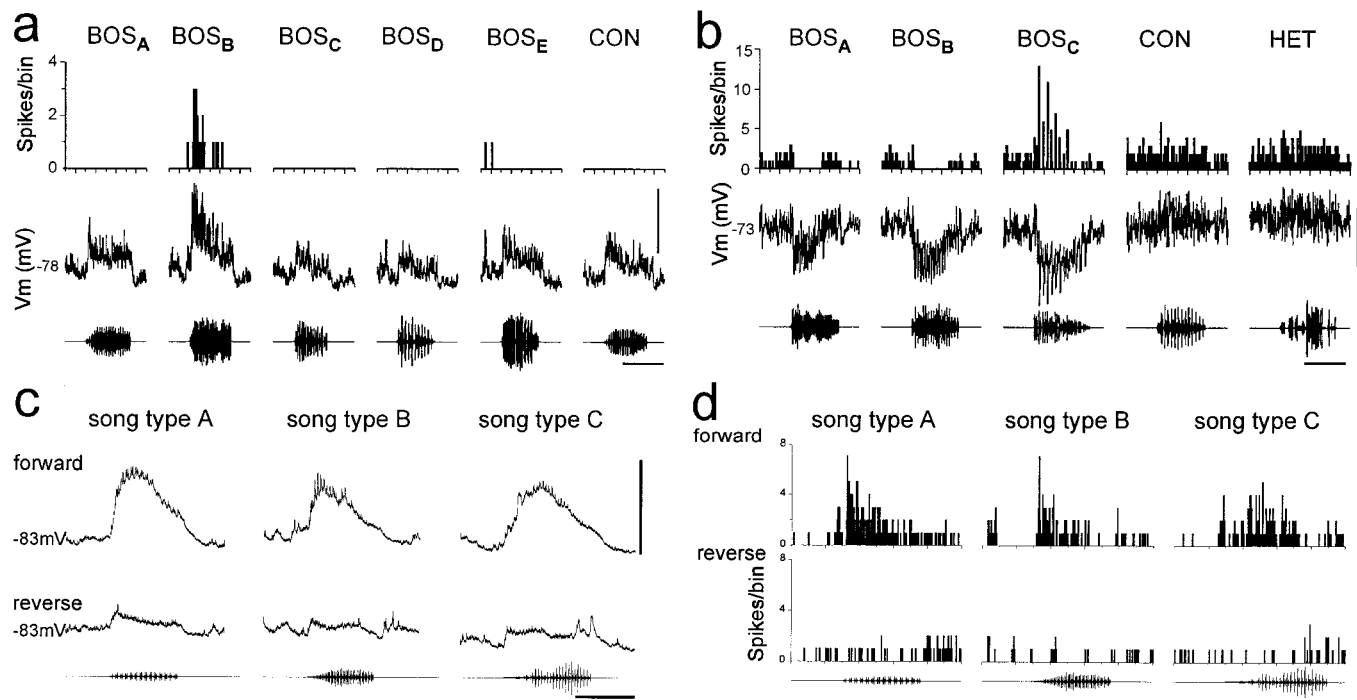 a
BOSA BOSB BOSC BOSD BOSE CON
Spikes/bin
4
2
0
Vm (mV)
-78
b
BOSA BOSB BOSC CON HET
Spikes/bin
15
10
5
0
Vm (mV)
-73
c
song type A song type B song type C
forward
-83mV
reverse
-83mV
d
song type A song type B song type C
forward
8
4
0
reverse
8
4
0
Spikes/bin